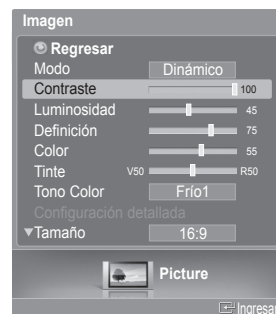 Imagen
Regresar
Modo Dinámico
Contraste 100
Luminosidad 45
Definición 75
Color 55
Tinte V50 R50
Tono Color Frío1
Configuración detallada
▼Tamaño 16:9
Picture
Ingresar